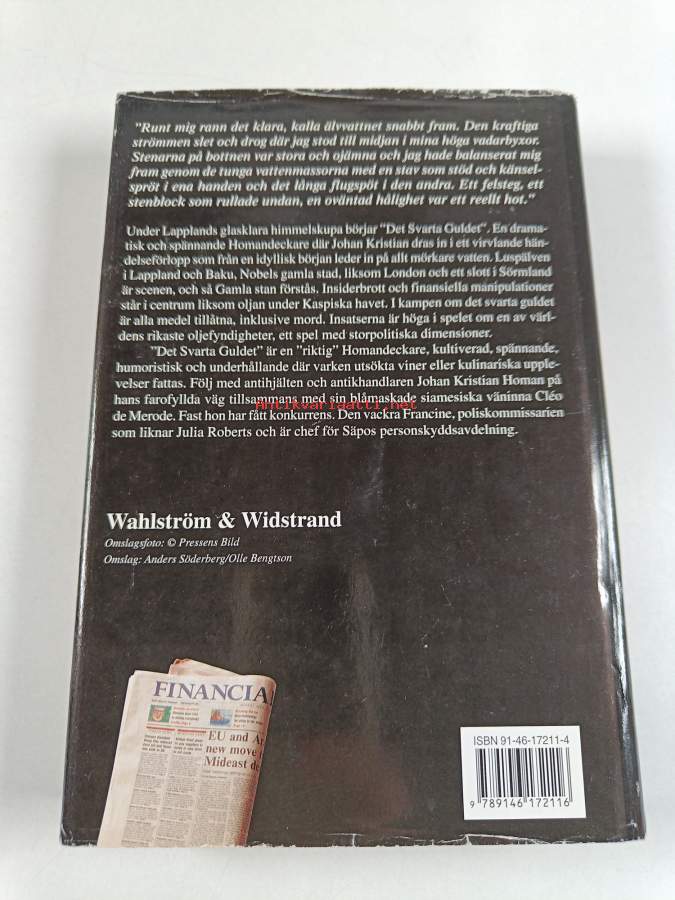 "Runt mig rann det klara, kalla älvvattnet snabbt fram. Den kraftiga
strömmen slet och drog där jag stod till midjan i mina höga vadarbyxor.
Stenarna på bottnen var stora och ojämna och jag hade balanserat mig
fram genom de tunga vattenmassorna med en stav som stöd och känsel-
spröt i ena handen och det långa flugspöt i den andra. Ett felsteg, ett
stenblock som rullade undan, en oväntad hålighet var ett reellt hot."
Under Lapplands glasklara himmelskupa börjar "Det Svarta Guldet". En drama-
tisk och spännande Homandeckare där Johan Kristian dras in i ett virvlande hän-
delseförlopp som från en idyllisk början leder in på allt mörkare vatten. Luspälven
i Lappland och Baku, Nobels gamla stad, liksom London och ett slott i Sörmland
är scenen, och så Gamla stan förstås. Insiderbrott och finansiella manipulationer
står i centrum liksom oljan under Kaspiska havet. I kampen om det svarta guldet
är alla medel tillåtna, inklusive mord. Insatserna är höga i spelet om en av värl-
dens rikaste oljefyndigheter, ett spel med storpolitiska dimensioner.
"Det Svarta Guldet" är en "riktig" Homandeckare, kultiverad, spännande,
humoristisk och underhållande där varken utsökta viner eller kulinariska upple-
velser fattas. Följ med antihjälten och antikhandlaren Johan Kristian Homan på
hans farofyllda väg tillsammans med sin blåmaskade siamesiska väninna Cléo
de Merode. Fast hon har fått konkurrens. Den vackra Francine, poliskommissarien
som liknar Julia Roberts och är chef för Säpos personskyddsavdelning.
Antikvariaatti.net
Wahlström & Widstrand
Omslagsfoto: © Pressens Bild
Omslag: Anders Söderberg/Olle Bengtson
FINANCIA
EU and Ar
new move
Mideast de
ISBN 91-46-17211-4
9 789146 172116